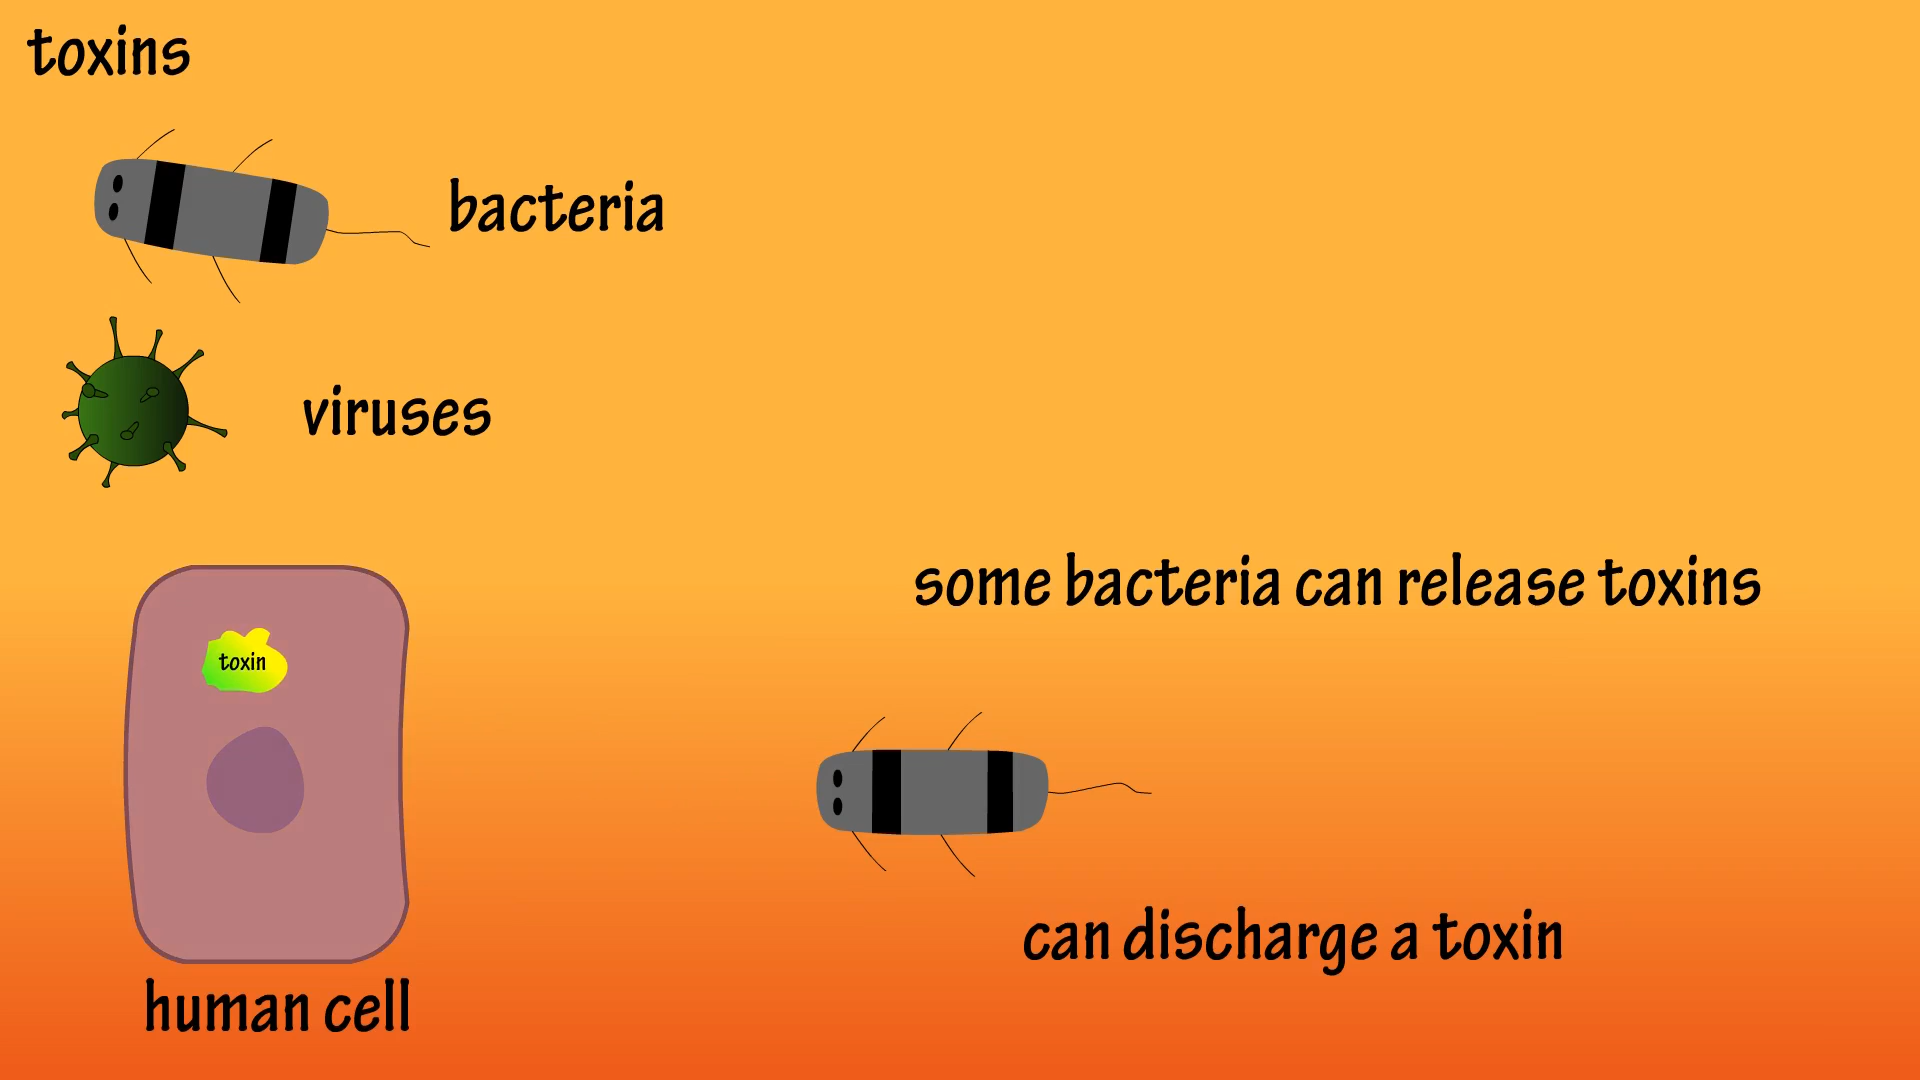 toxins
bacteria
viruses
some bacteria can release toxins
toxin
can discharge a toxin
human cell